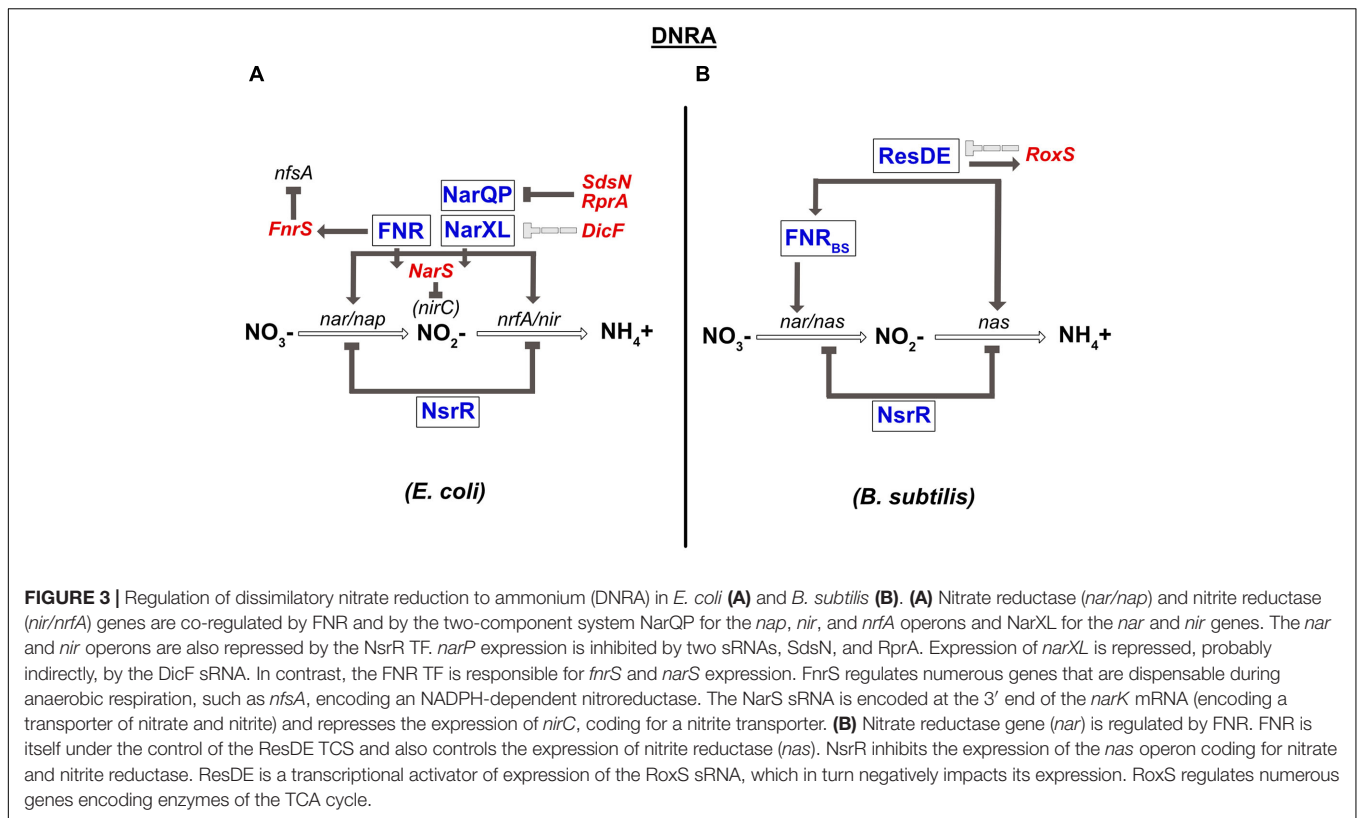 DNRA
A
B
nfsA
FnrS
FNR
NarQP
NarXL
SdsN
RprA
DicF
NarS
(nirC)
NO₃- nar/nap NO₂- nrfA/nir NH₄+
NsrR
(E. coli)
ResDE
RoxS
FNR_BS
NO₃- nar/nas NO₂- nas NH₄+
NsrR
(B. subtilis)
FIGURE 3 | Regulation of dissimilatory nitrate reduction to ammonium (DNRA) in E. coli (A) and B. subtilis (B). (A) Nitrate reductase (nar/nap) and nitrite reductase
(nir/nrfA) genes are co-regulated by FNR and by the two-component system NarQP for the nap, nir, and nrfA operons and NarXL for the nar and nir genes. The nar
and nir operons are also repressed by the NsrR TF. narP expression is inhibited by two sRNAs, SdsN, and RprA. Expression of narXL is repressed, probably
indirectly, by the DicF sRNA. In contrast, the FNR TF is responsible for fnrS and narS expression. FnrS regulates numerous genes that are dispensable during
anaerobic respiration, such as nfsA, encoding an NADPH-dependent nitroreductase. The NarS sRNA is encoded at the 3′ end of the narK mRNA (encoding a
transporter of nitrate and nitrite) and represses the expression of nirC, coding for a nitrite transporter. (B) Nitrate reductase gene (nar) is regulated by FNR. FNR is
itself under the control of the ResDE TCS and also controls the expression of nitrite reductase (nas). NsrR inhibits the expression of the nas operon coding for nitrate
and nitrite reductase. ResDE is a transcriptional activator of expression of the RoxS sRNA, which in turn negatively impacts its expression. RoxS regulates numerous
genes encoding enzymes of the TCA cycle.